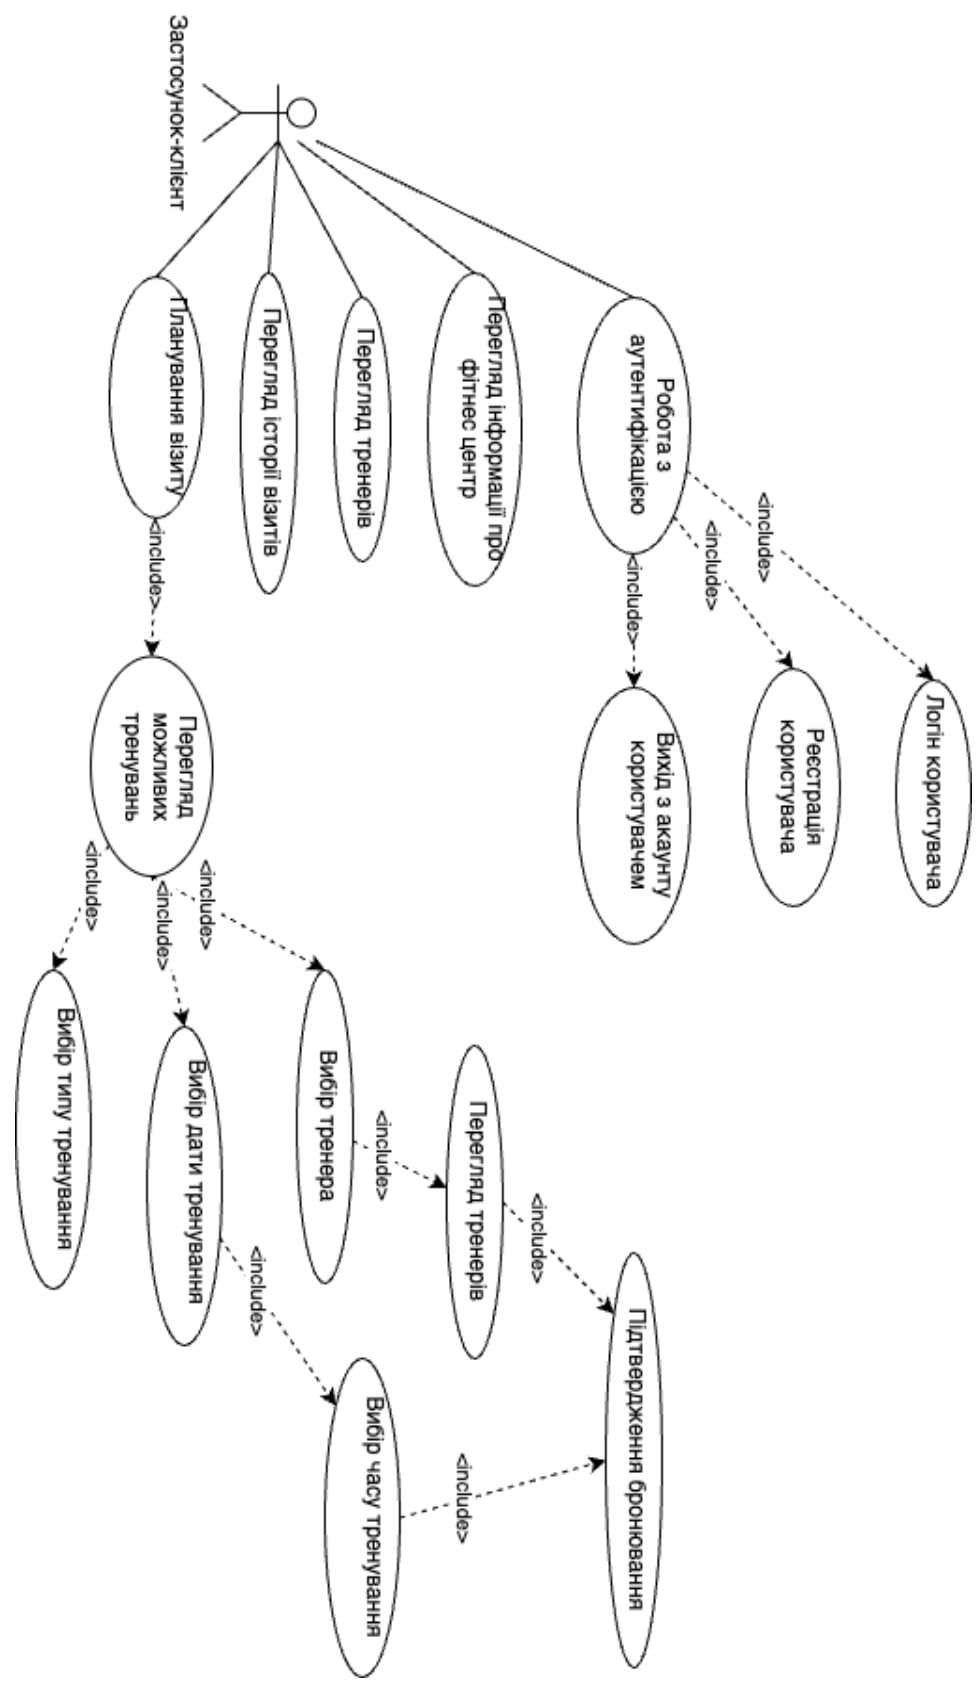 Застосунок-клієнт
Робота з
аутентифікацією
Перегляд інформації про
фітнес центр
Перегляд тренерів
Перегляд історії візитів
Планування візиту
<include>
<include>
<include>
<include>
Логін користувача
Реєстрація
користувача
Вихід з акаунту
користувачем
Перегляд
можливих
тренувань
<include>
<include>
<include>
Вибір тренера
Вибір дати тренування
Вибір типу тренування
<include>
<include>
Перегляд тренерів
<include>
<include>
Вибір часу тренування
Підтвердження бронювання